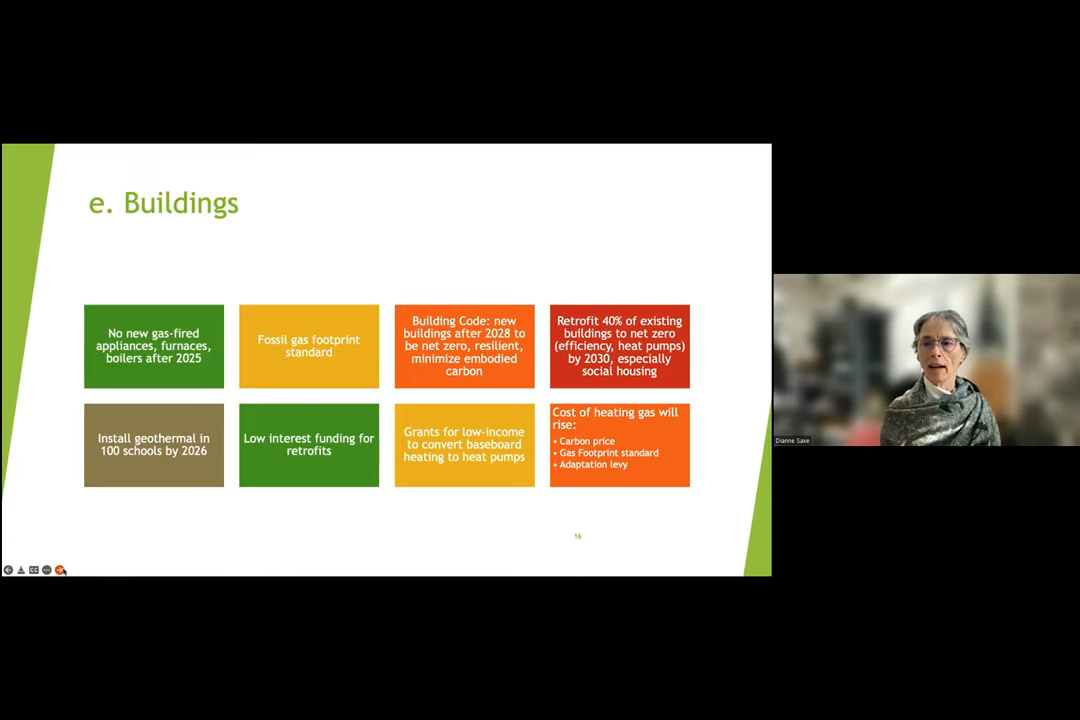 e. Buildings
No new gas-fired
appliances, furnaces,
boilers after 2025
Fossil gas footprint
standard
Building Code: new
buildings after 2028 to
be net zero, resilient,
minimize embodied
carbon
Retrofit 40% of existing
buildings to net zero
(efficiency, heat pumps)
by 2030, especially
social housing
Install geothermal in
100 schools by 2026
Low interest funding for
retrofits
Grants for low-income
to convert baseboard
heating to heat pumps
Cost of heating gas will
rise:
• Carbon price
• Gas Footprint standard
• Adaptation levy
16
CC
Dianne Saxe